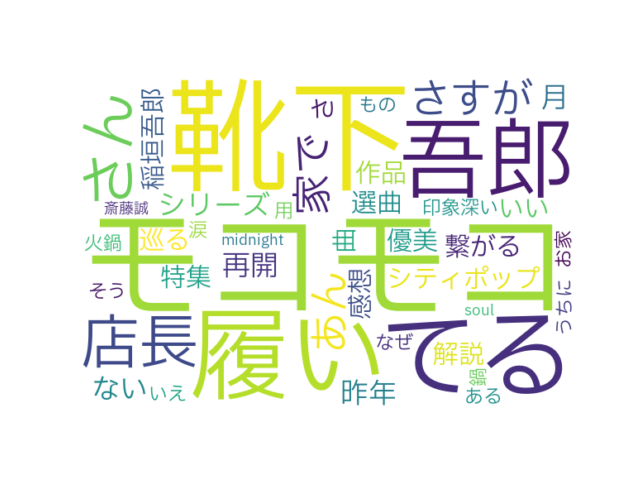 靴下
さすが
月
もの
さ
稲垣吾郎
さん
吾郎
家で
作品
選曲
印象深い
いい
斎藤誠
シリーズ
用
涙
火鍋
巡る
midnight
モコモコ
曲
優美
繋がる
お家
特集
再開
感想
シティポップ
そう
あん
soul
うちに
店長
履い
てる
なぜ
解説
鍋
ない
いえ
昨年
ある